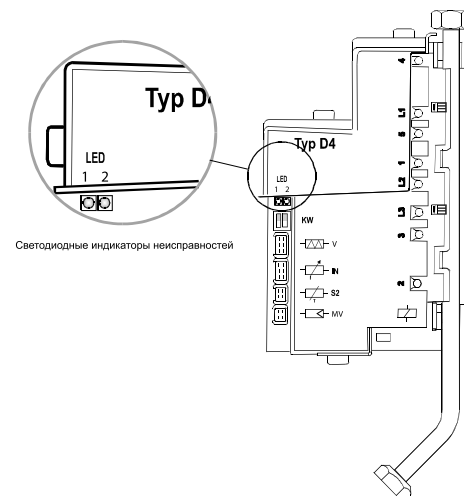 Typ D4
LED
1 2
Светодиодные индикаторы неисправностей
Typ D4
LED
1 2
KW
V
IN
S2
MV
4
L1
5
1
L2
L3
3
2